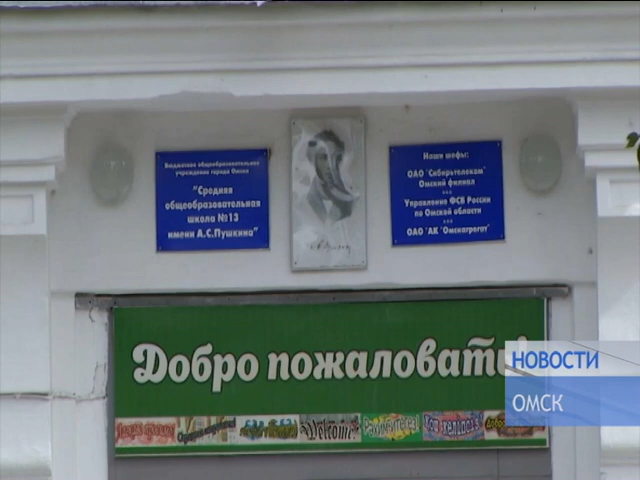 Бюджетное общеобразовательное
учреждение города Омска
"Средняя
общеобразовательная
школа №13
имени А.С.Пушкина"
Наши шефы:
ОАО "Сибирьтелеком"
Омский филиал
***
Управление ФСБ России
по Омской области
***
ОАО "АК "Омскагрегат"
Добро пожаловать!
Welcome
НОВОСТИ
ОМСК